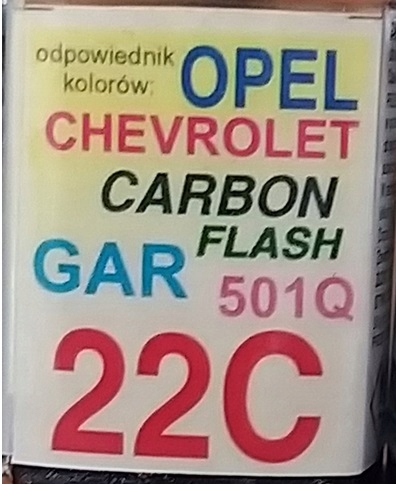 odpowiednik OPEL
kolorów:
CHEVROLET
CARBON
FLASH
GAR 501Q
22C